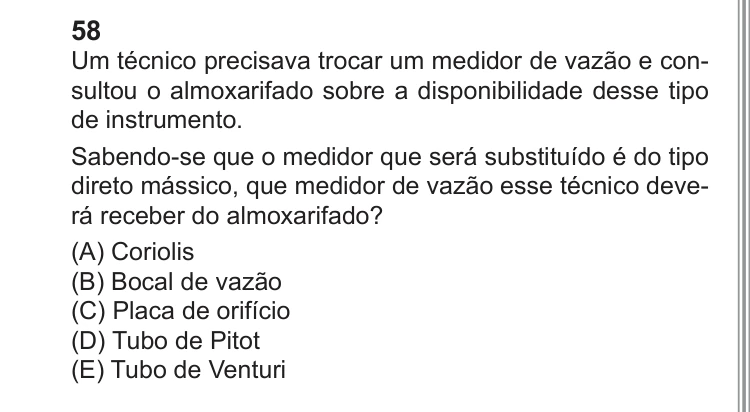 58
Um técnico precisava trocar um medidor de vazão e con-
sultou o almoxarifado sobre a disponibilidade desse tipo
de instrumento.
Sabendo-se que o medidor que será substituído é do tipo
direto mássico, que medidor de vazão esse técnico deve-
rá receber do almoxarifado?
(A) Coriolis
(B) Bocal de vazão
(C) Placa de orifício
(D) Tubo de Pitot
(E) Tubo de Venturi